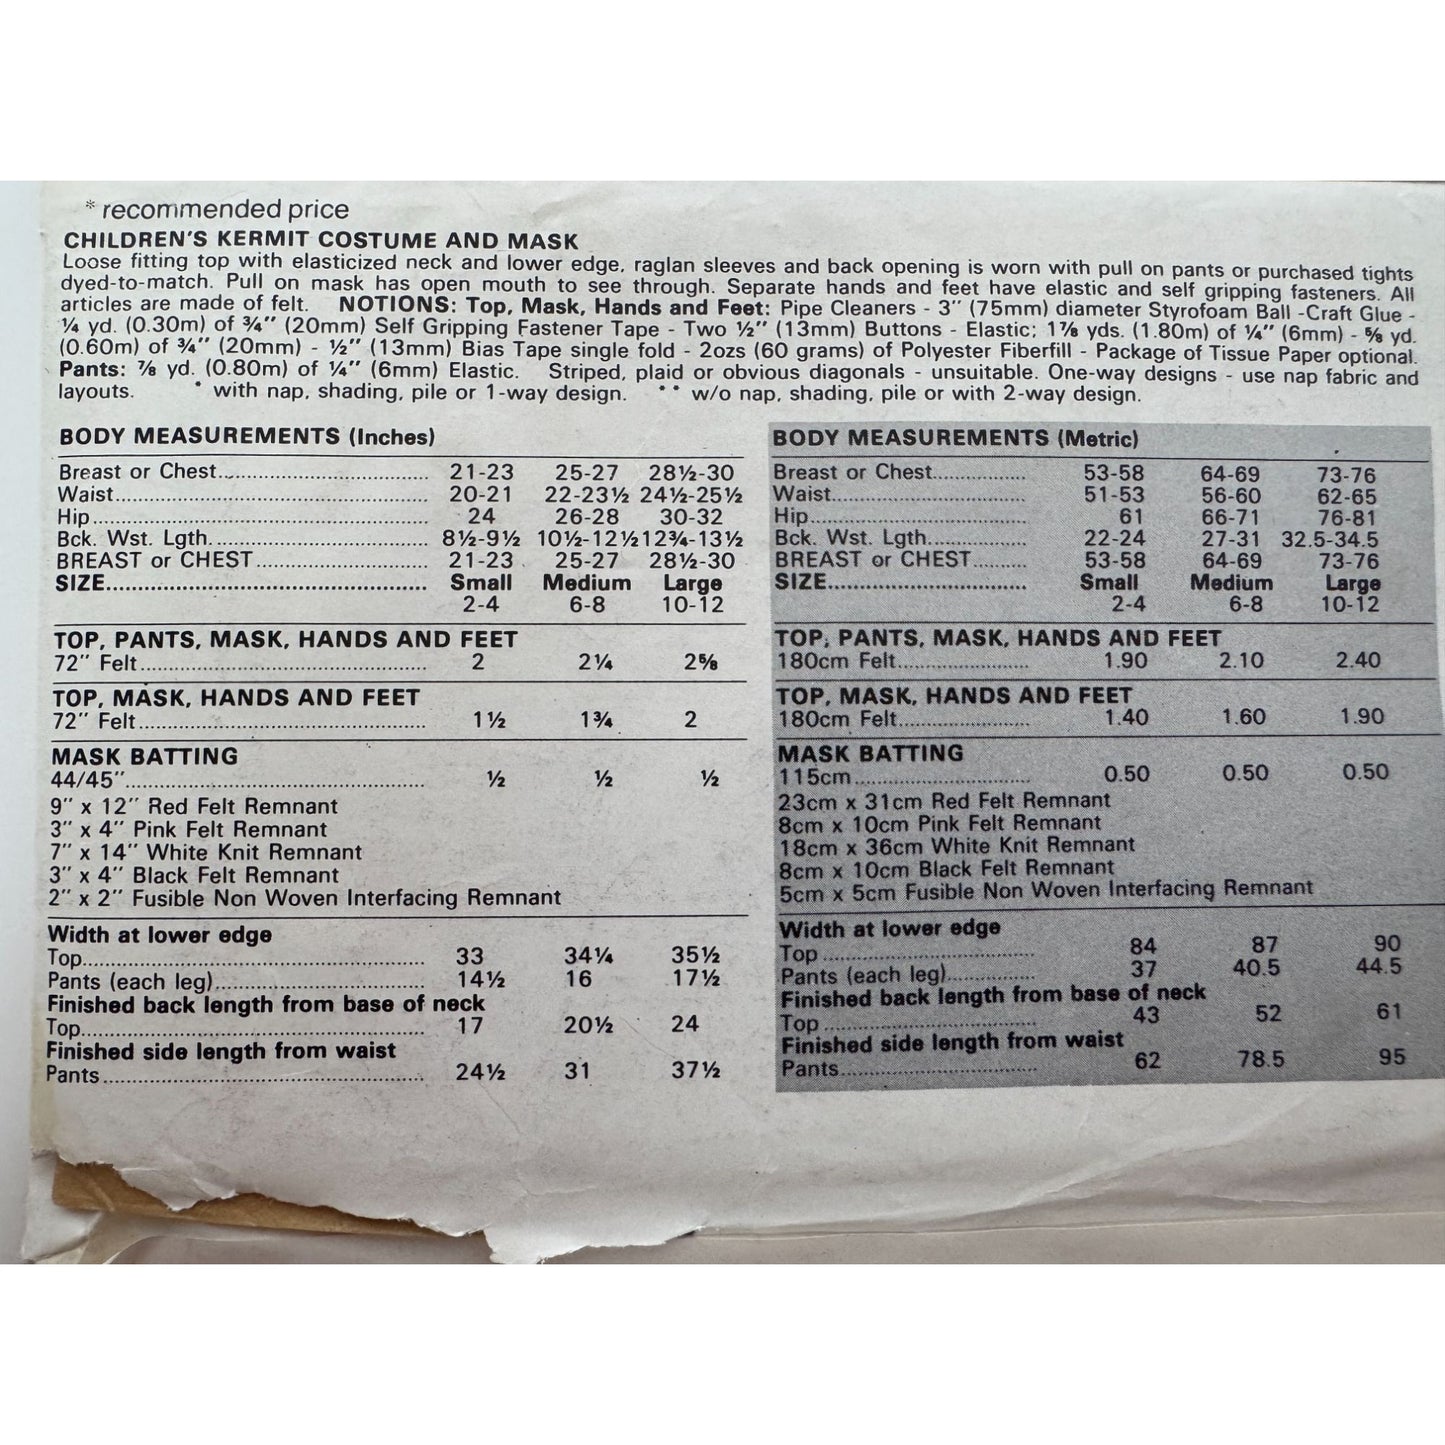 * recommended price
CHILDREN'S KERMIT COSTUME AND MASK
Loose fitting top with elasticized neck and lower edge, raglan sleeves and back opening is worn with pull on pants or purchased tights
dyed-to-match. Pull on mask has open mouth to see through. Separate hands and feet have elastic and self gripping fasteners. All
articles are made of felt. NOTIONS: Top, Mask, Hands and Feet: Pipe Cleaners - 3" (75mm) diameter Styrofoam Ball -Craft Glue -
¼ yd. (0.30m) of ¾" (20mm) Self Gripping Fastener Tape - Two ½" (13mm) Buttons - Elastic; 1⅞ yds. (1.80m) of ¼" (6mm) - ⅝ yd.
(0.60m) of ¾" (20mm) - ½" (13mm) Bias Tape single fold - 2ozs (60 grams) of Polyester Fiberfill - Package of Tissue Paper optional.
Pants: ⅞ yd. (0.80m) of ¼" (6mm) Elastic. Striped, plaid or obvious diagonals - unsuitable. One-way designs - use nap fabric and
layouts. * with nap, shading, pile or 1-way design. ** w/o nap, shading, pile or with 2-way design.
BODY MEASUREMENTS (Inches)
Breast or Chest 21-23 25-27 28½-30
Waist 20-21 22-23½ 24½-25½
Hip 24 26-28 30-32
Bck. Wst. Lgth. 8½-9½ 10½-12½ 12¾-13½
BREAST or CHEST 21-23 25-27 28½-30
SIZE Small Medium Large
2-4 6-8 10-12
TOP, PANTS, MASK, HANDS AND FEET
72" Felt 2 2¼ 2⅝
TOP, MASK, HANDS AND FEET
72" Felt 1½ 1¾ 2
MASK BATTING
44/45" ½ ½ ½
9" x 12" Red Felt Remnant
3" x 4" Pink Felt Remnant
7" x 14" White Knit Remnant
3" x 4" Black Felt Remnant
2" x 2" Fusible Non Woven Interfacing Remnant
Width at lower edge
Top 33 34¼ 35½
Pants (each leg) 14½ 16 17½
Finished back length from base of neck
Top 17 20½ 24
Finished side length from waist
Pants 24½ 31 37½
BODY MEASUREMENTS (Metric)
Breast or Chest 53-58 64-69 73-76
Waist 51-53 56-60 62-65
Hip 61 66-71 76-81
Bck. Wst. Lgth. 22-24 27-31 32.5-34.5
BREAST or CHEST 53-58 64-69 73-76
SIZE Small Medium Large
2-4 6-8 10-12
TOP, PANTS, MASK, HANDS AND FEET
180cm Felt 1.90 2.10 2.40
TOP, MASK, HANDS AND FEET
180cm Felt 1.40 1.60 1.90
MASK BATTING
115cm 0.50 0.50 0.50
23cm x 31cm Red Felt Remnant
8cm x 10cm Pink Felt Remnant
18cm x 36cm White Knit Remnant
8cm x 10cm Black Felt Remnant
5cm x 5cm Fusible Non Woven Interfacing Remnant
Width at lower edge
Top 84 87 90
Pants (each leg) 37 40.5 44.5
Finished back length from base of neck
Top 43 52 61
Finished side length from waist
Pants 62 78.5 95